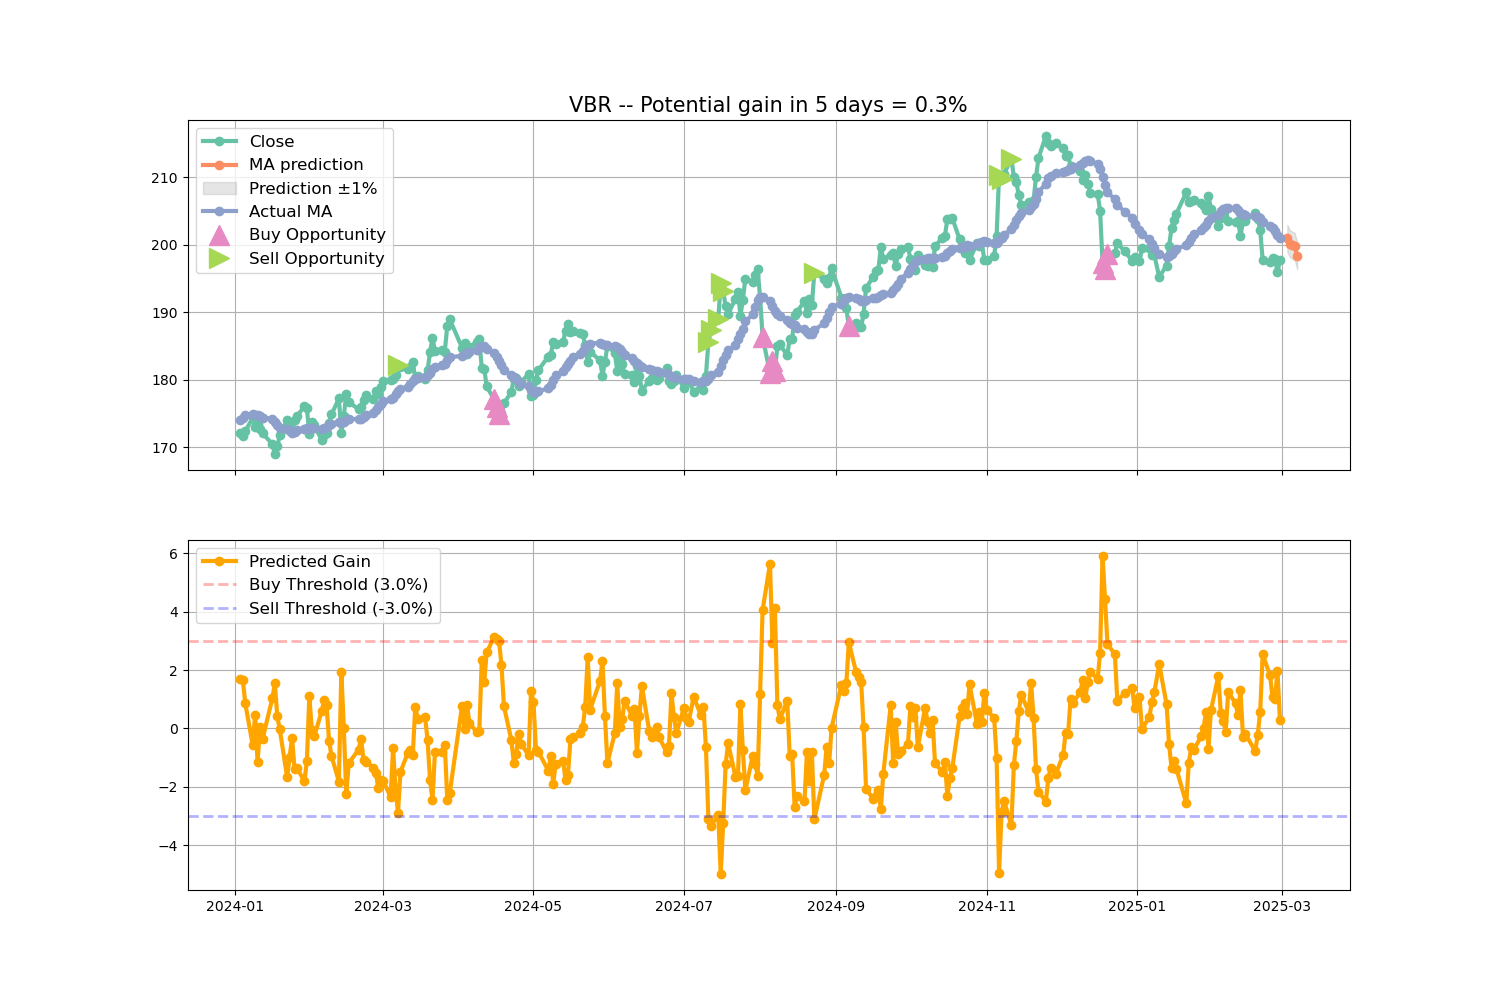 VBR -- Potential gain in 5 days = 0.3%
Close
MA prediction
Prediction ±1%
Actual MA
Buy Opportunity
Sell Opportunity
210
200
190
180
170
Predicted Gain
Buy Threshold (3.0%)
Sell Threshold (-3.0%)
6
4
2
0
−2
−4
2024-01
2024-03
2024-05
2024-07
2024-09
2024-11
2025-01
2025-03